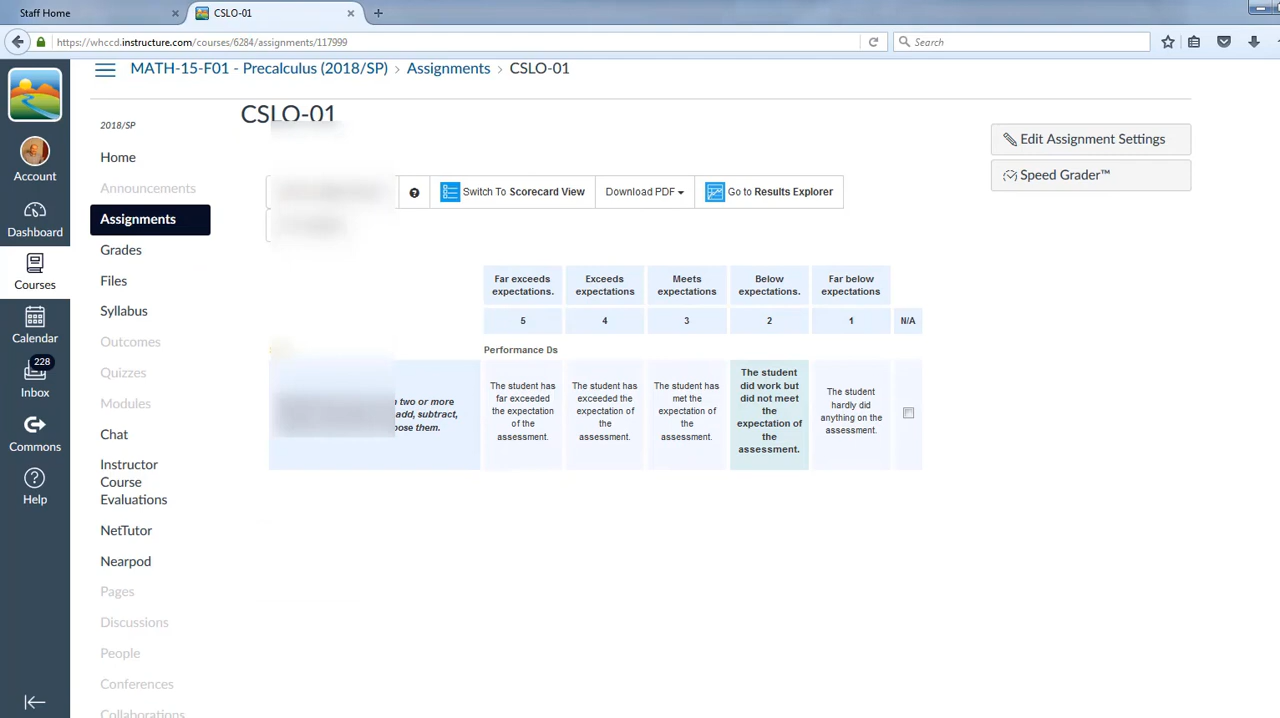 Staff Home
CSLO-01
https://whccd.instructure.com/courses/6284/assignments/117999
Search
MATH-15-F01 - Precalculus (2018/SP) › Assignments › CSLO-01
Account
Dashboard
Courses
Calendar
228
Inbox
Commons
Help
2018/SP
Home
Announcements
Assignments
Grades
Files
Syllabus
Outcomes
Quizzes
Modules
Chat
Instructor
Course
Evaluations
NetTutor
Nearpod
Pages
Discussions
People
Conferences
Collaborations
CSLO-01
Switch To Scorecard View
Download PDF
Go to Results Explorer
Edit Assignment Settings
Speed Grader™
Far exceeds
expectations.
Exceeds
expectations
Meets
expectations
Below
expectations.
Far below
expectations
5
4
3
2
1
N/A
Performance Ds
two or more
add, subtract,
them.
The student has
far exceeded
the expectation
of the
assessment.
The student has
exceeded the
expectation of
the
assessment.
The student has
met the
expectation of
the
assessment.
The student
did work but
did not meet
the
expectation of
the
assessment.
The student
hardly did
anything on the
assessment.